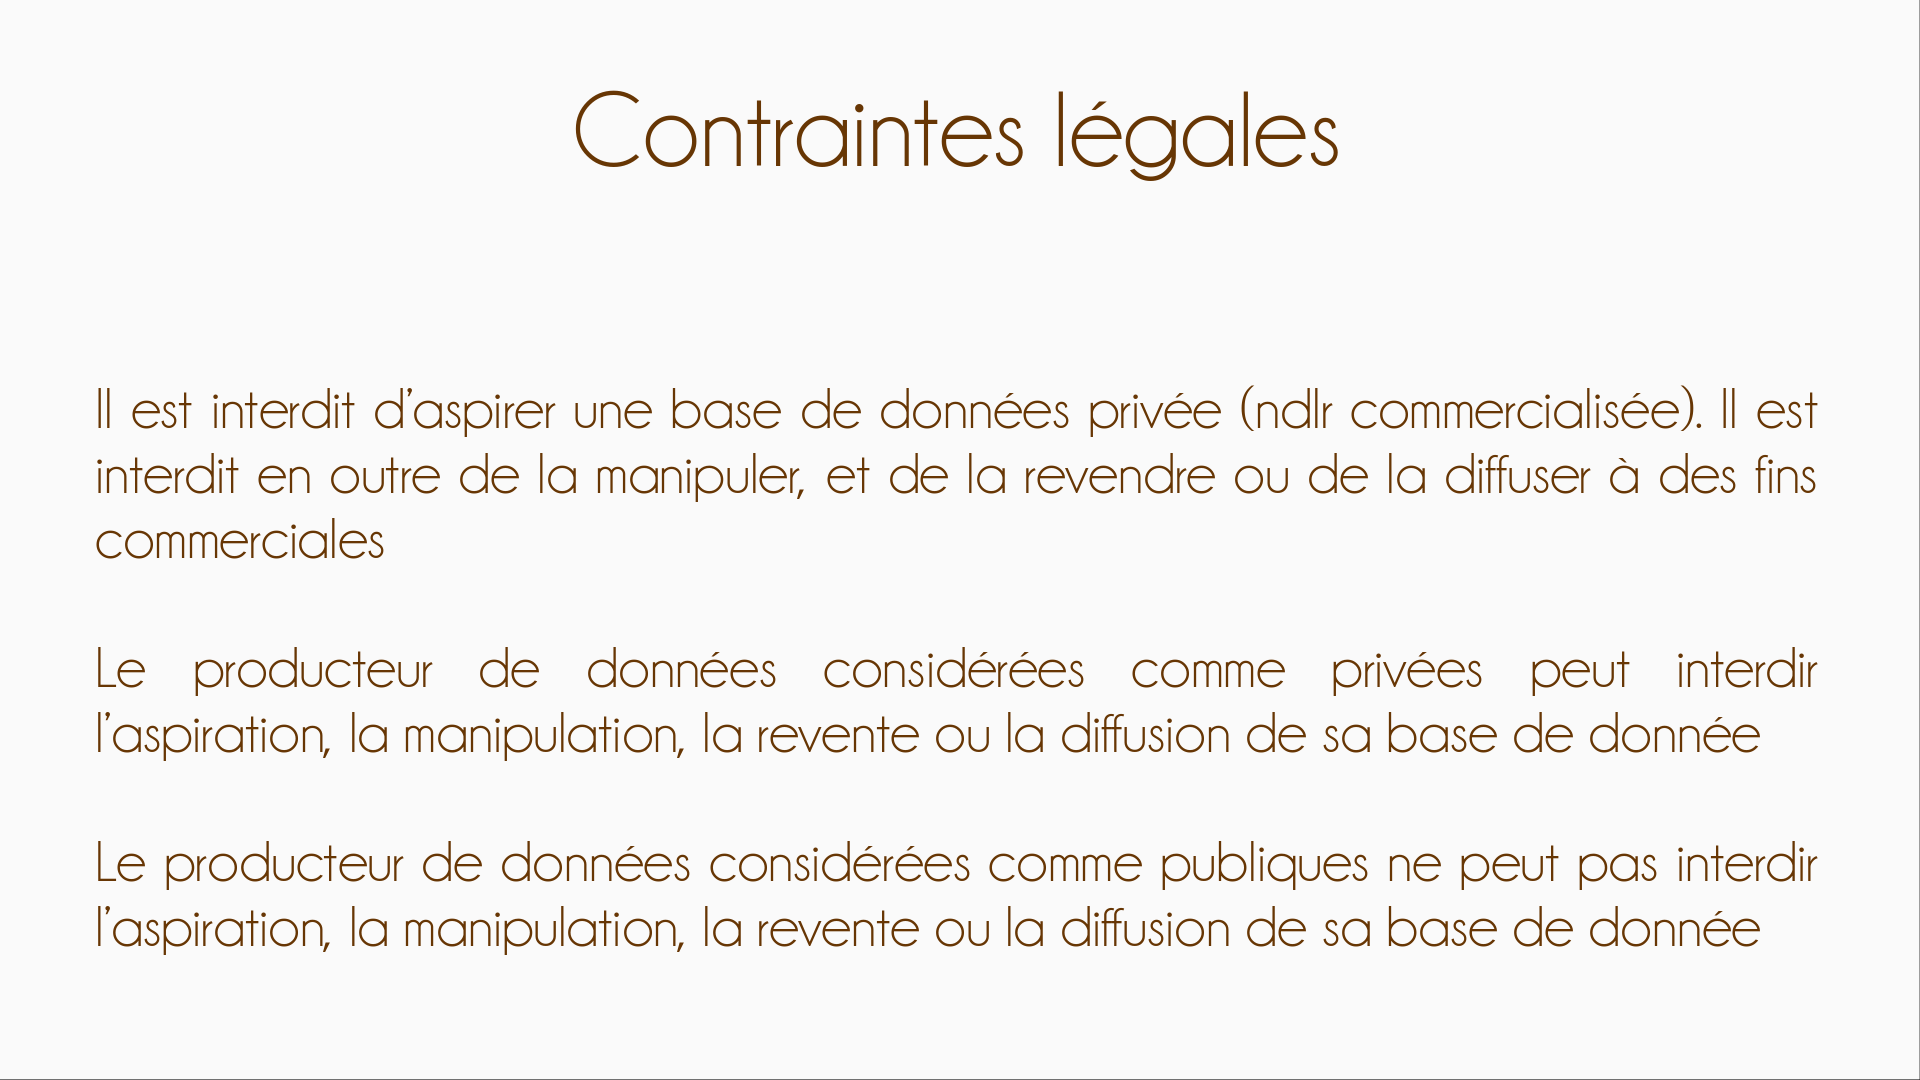 Contraintes légales
Il est interdit d’aspirer une base de données privée (ndlr commercialisée). Il est
interdit en outre de la manipuler, et de la revendre ou de la diffuser à des fins
commerciales
Le producteur de données considérées comme privées peut interdir
l’aspiration, la manipulation, la revente ou la diffusion de sa base de donnée
Le producteur de données considérées comme publiques ne peut pas interdir
l’aspiration, la manipulation, la revente ou la diffusion de sa base de donnée